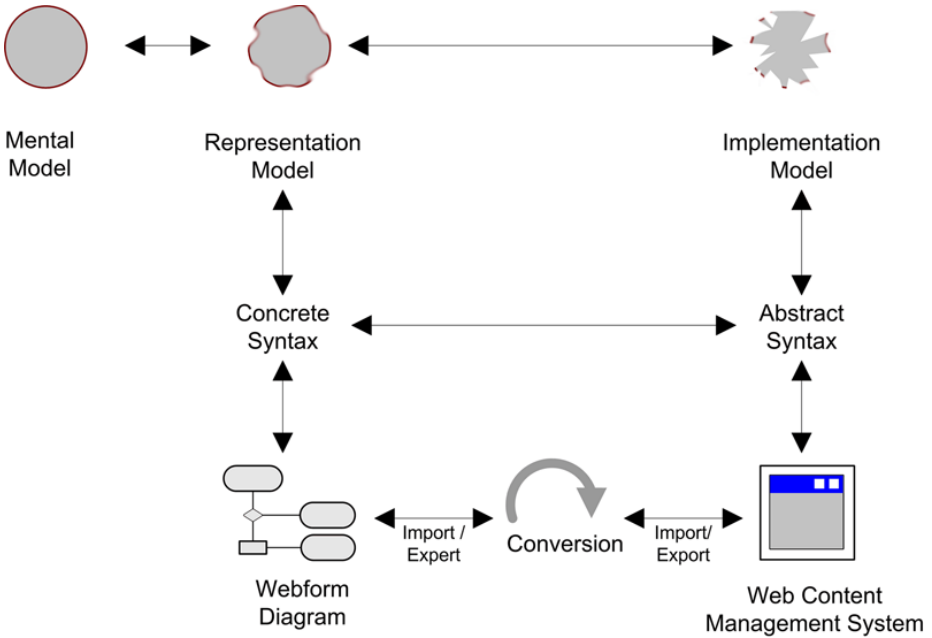 Mental
Model
Representation
Model
Implementation
Model
Concrete
Syntax
Abstract
Syntax
Import /
Expert
Conversion
Import/
Export
Webform
Diagram
Web Content
Management System